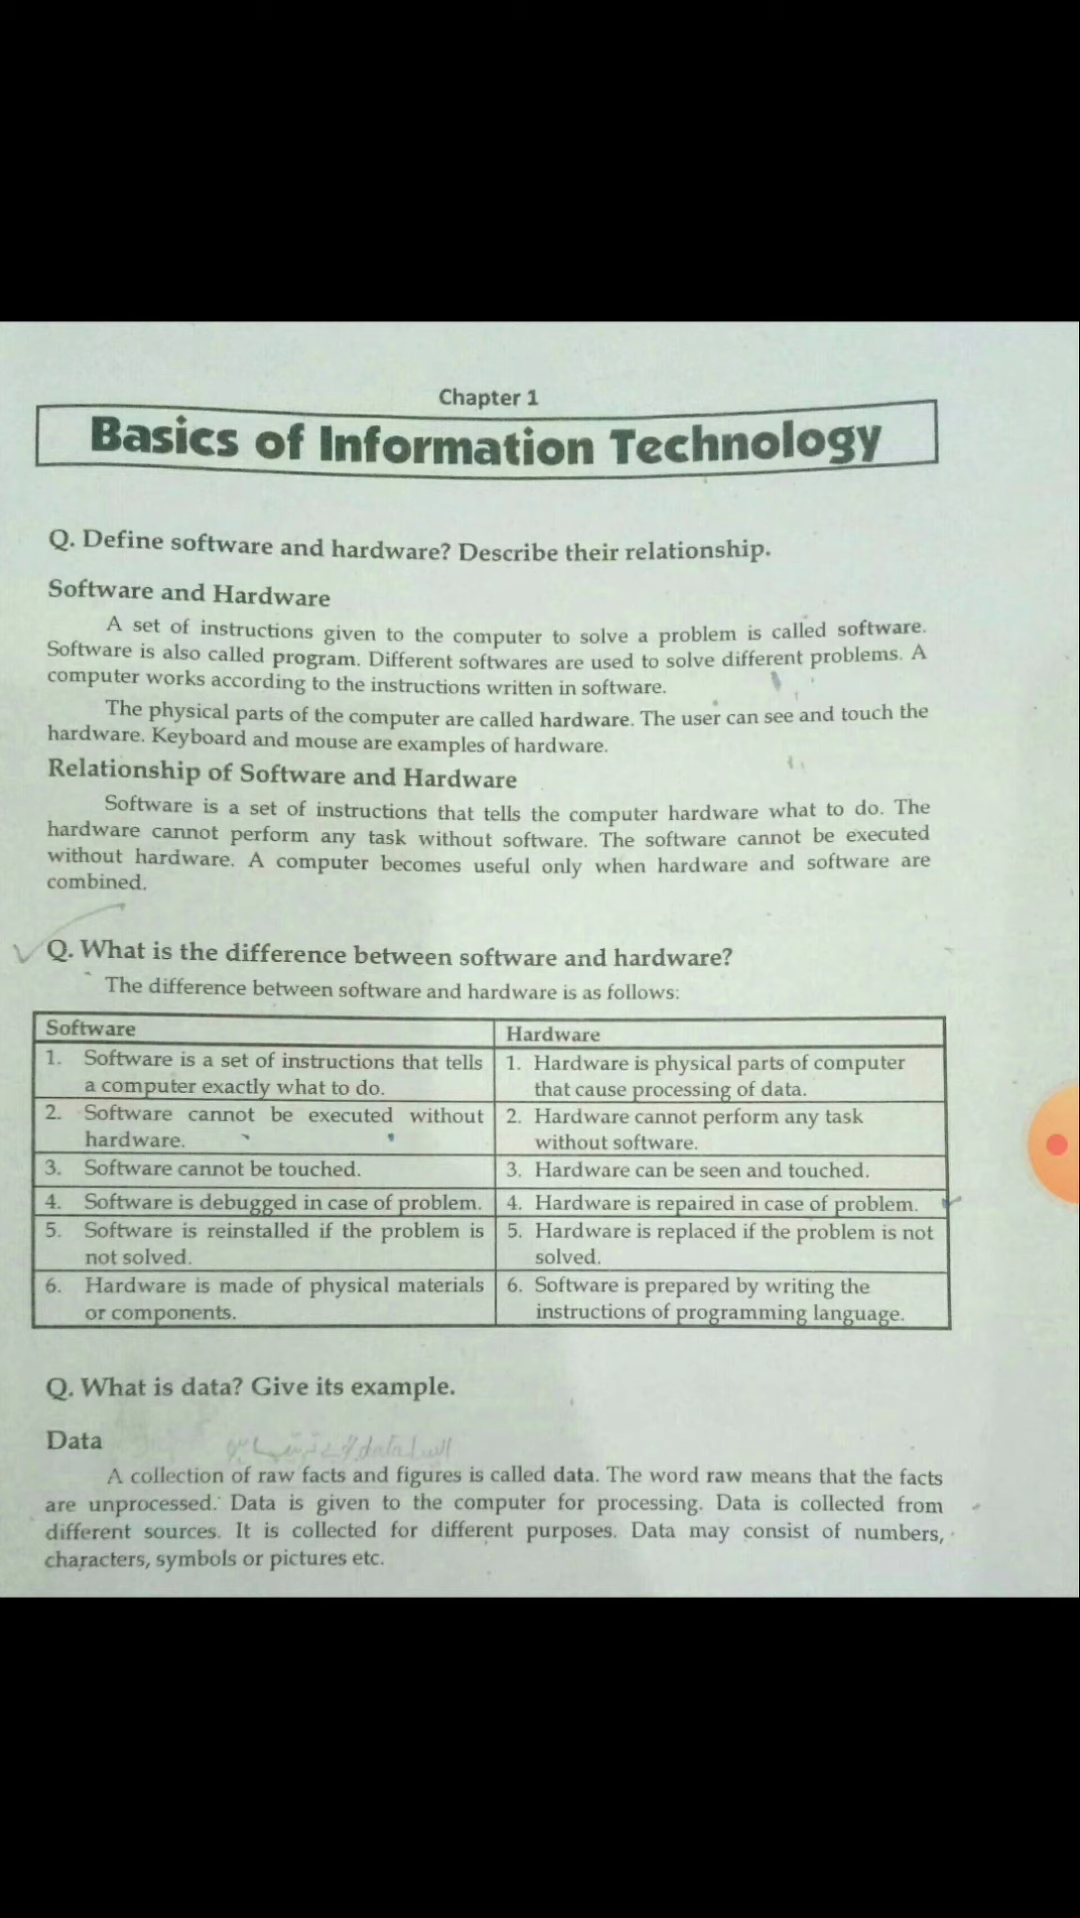 Chapter 1
Basics of Information Technology
Q. Define software and hardware? Describe their relationship.
Software and Hardware
A set of instructions given to the computer to solve a problem is called software.
Software is also called program. Different softwares are used to solve different problems. A
computer works according to the instructions written in software.
The physical parts of the computer are called hardware. The user can see and touch the
hardware. Keyboard and mouse are examples of hardware.
Relationship of Software and Hardware
Software is a set of instructions that tells the computer hardware what to do. The
hardware cannot perform any task without software. The software cannot be executed
without hardware. A computer becomes useful only when hardware and software are
combined.
Q. What is the difference between software and hardware?
The difference between software and hardware is as follows:
Software
Hardware
1. Software is a set of instructions that tells
a computer exactly what to do.
1. Hardware is physical parts of computer
that cause processing of data.
2. Software cannot be executed without
hardware.
2. Hardware cannot perform any task
without software.
3. Software cannot be touched.
3. Hardware can be seen and touched.
4. Software is debugged in case of problem.
4. Hardware is repaired in case of problem.
5. Software is reinstalled if the problem is
not solved.
5. Hardware is replaced if the problem is not
solved.
6. Hardware is made of physical materials
or components.
6. Software is prepared by writing the
instructions of programming language.
Q. What is data? Give its example.
Data
data
A collection of raw facts and figures is called data. The word raw means that the facts
are unprocessed. Data is given to the computer for processing. Data is collected from
different sources. It is collected for different purposes. Data may consist of numbers,
characters, symbols or pictures etc.